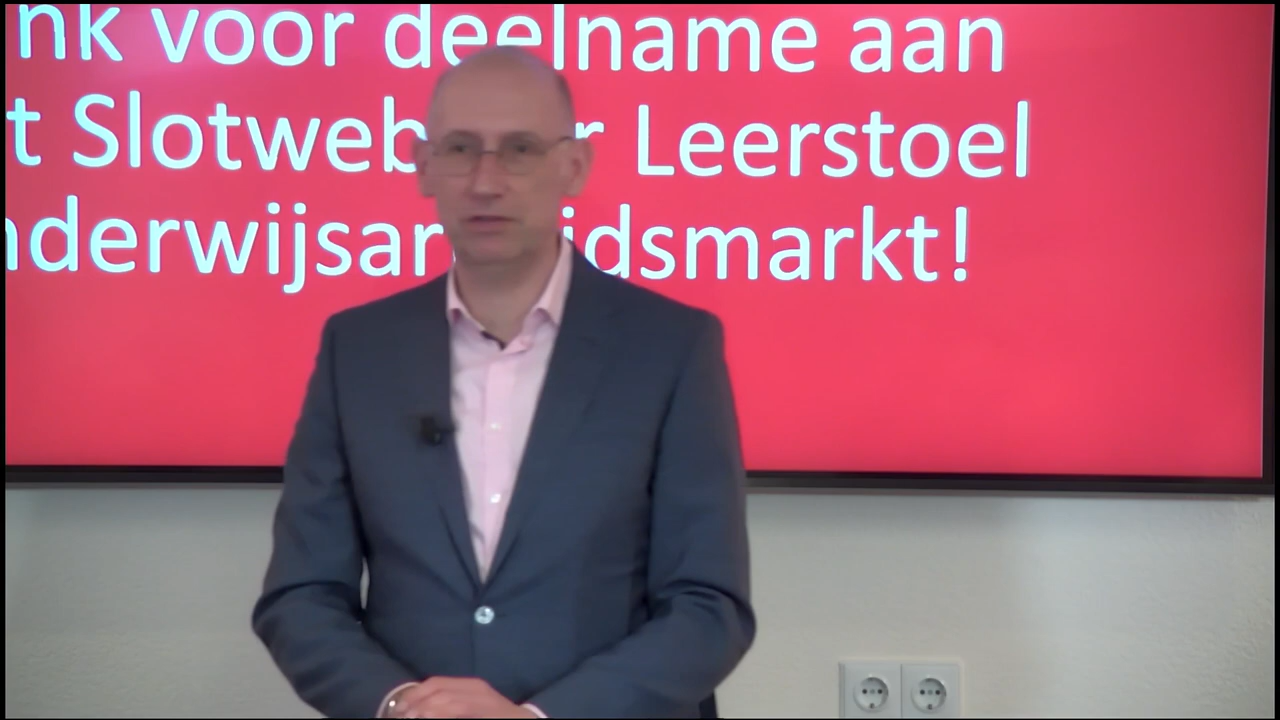 nk voor deelname aan
t Slotweb r Leerstoel
nderwijsar idsmarkt!